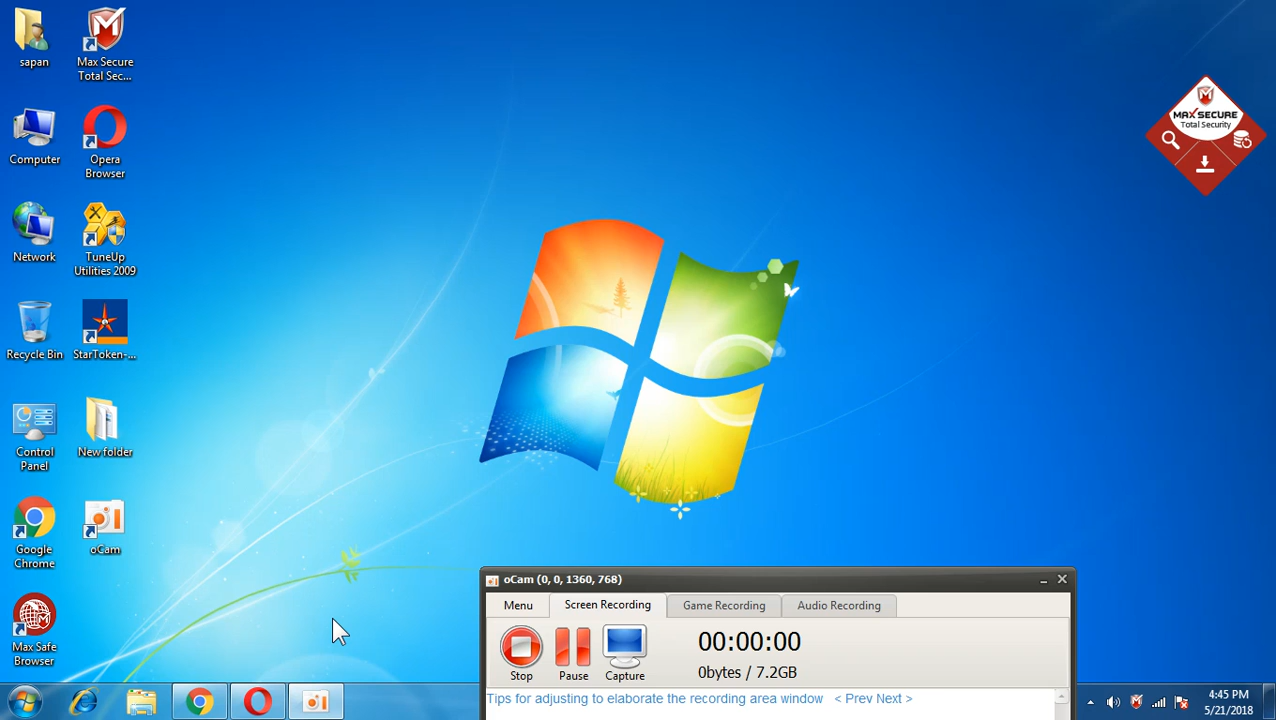 sapan
Max Secure
Total Sec...
Computer
Opera
Browser
Network
TuneUp
Utilities 2009
Recycle Bin
StarToken-...
Control
Panel
New folder
Google
Chrome
oCam
Max Safe
Browser
MAX SECURE
Total Security
oCam (0, 0, 1360, 768)
Menu
Screen Recording
Game Recording
Audio Recording
Stop
Pause
Capture
00:00:00
0bytes / 7.2GB
Tips for adjusting to elaborate the recording area window < Prev Next >
4:45 PM
5/21/2018